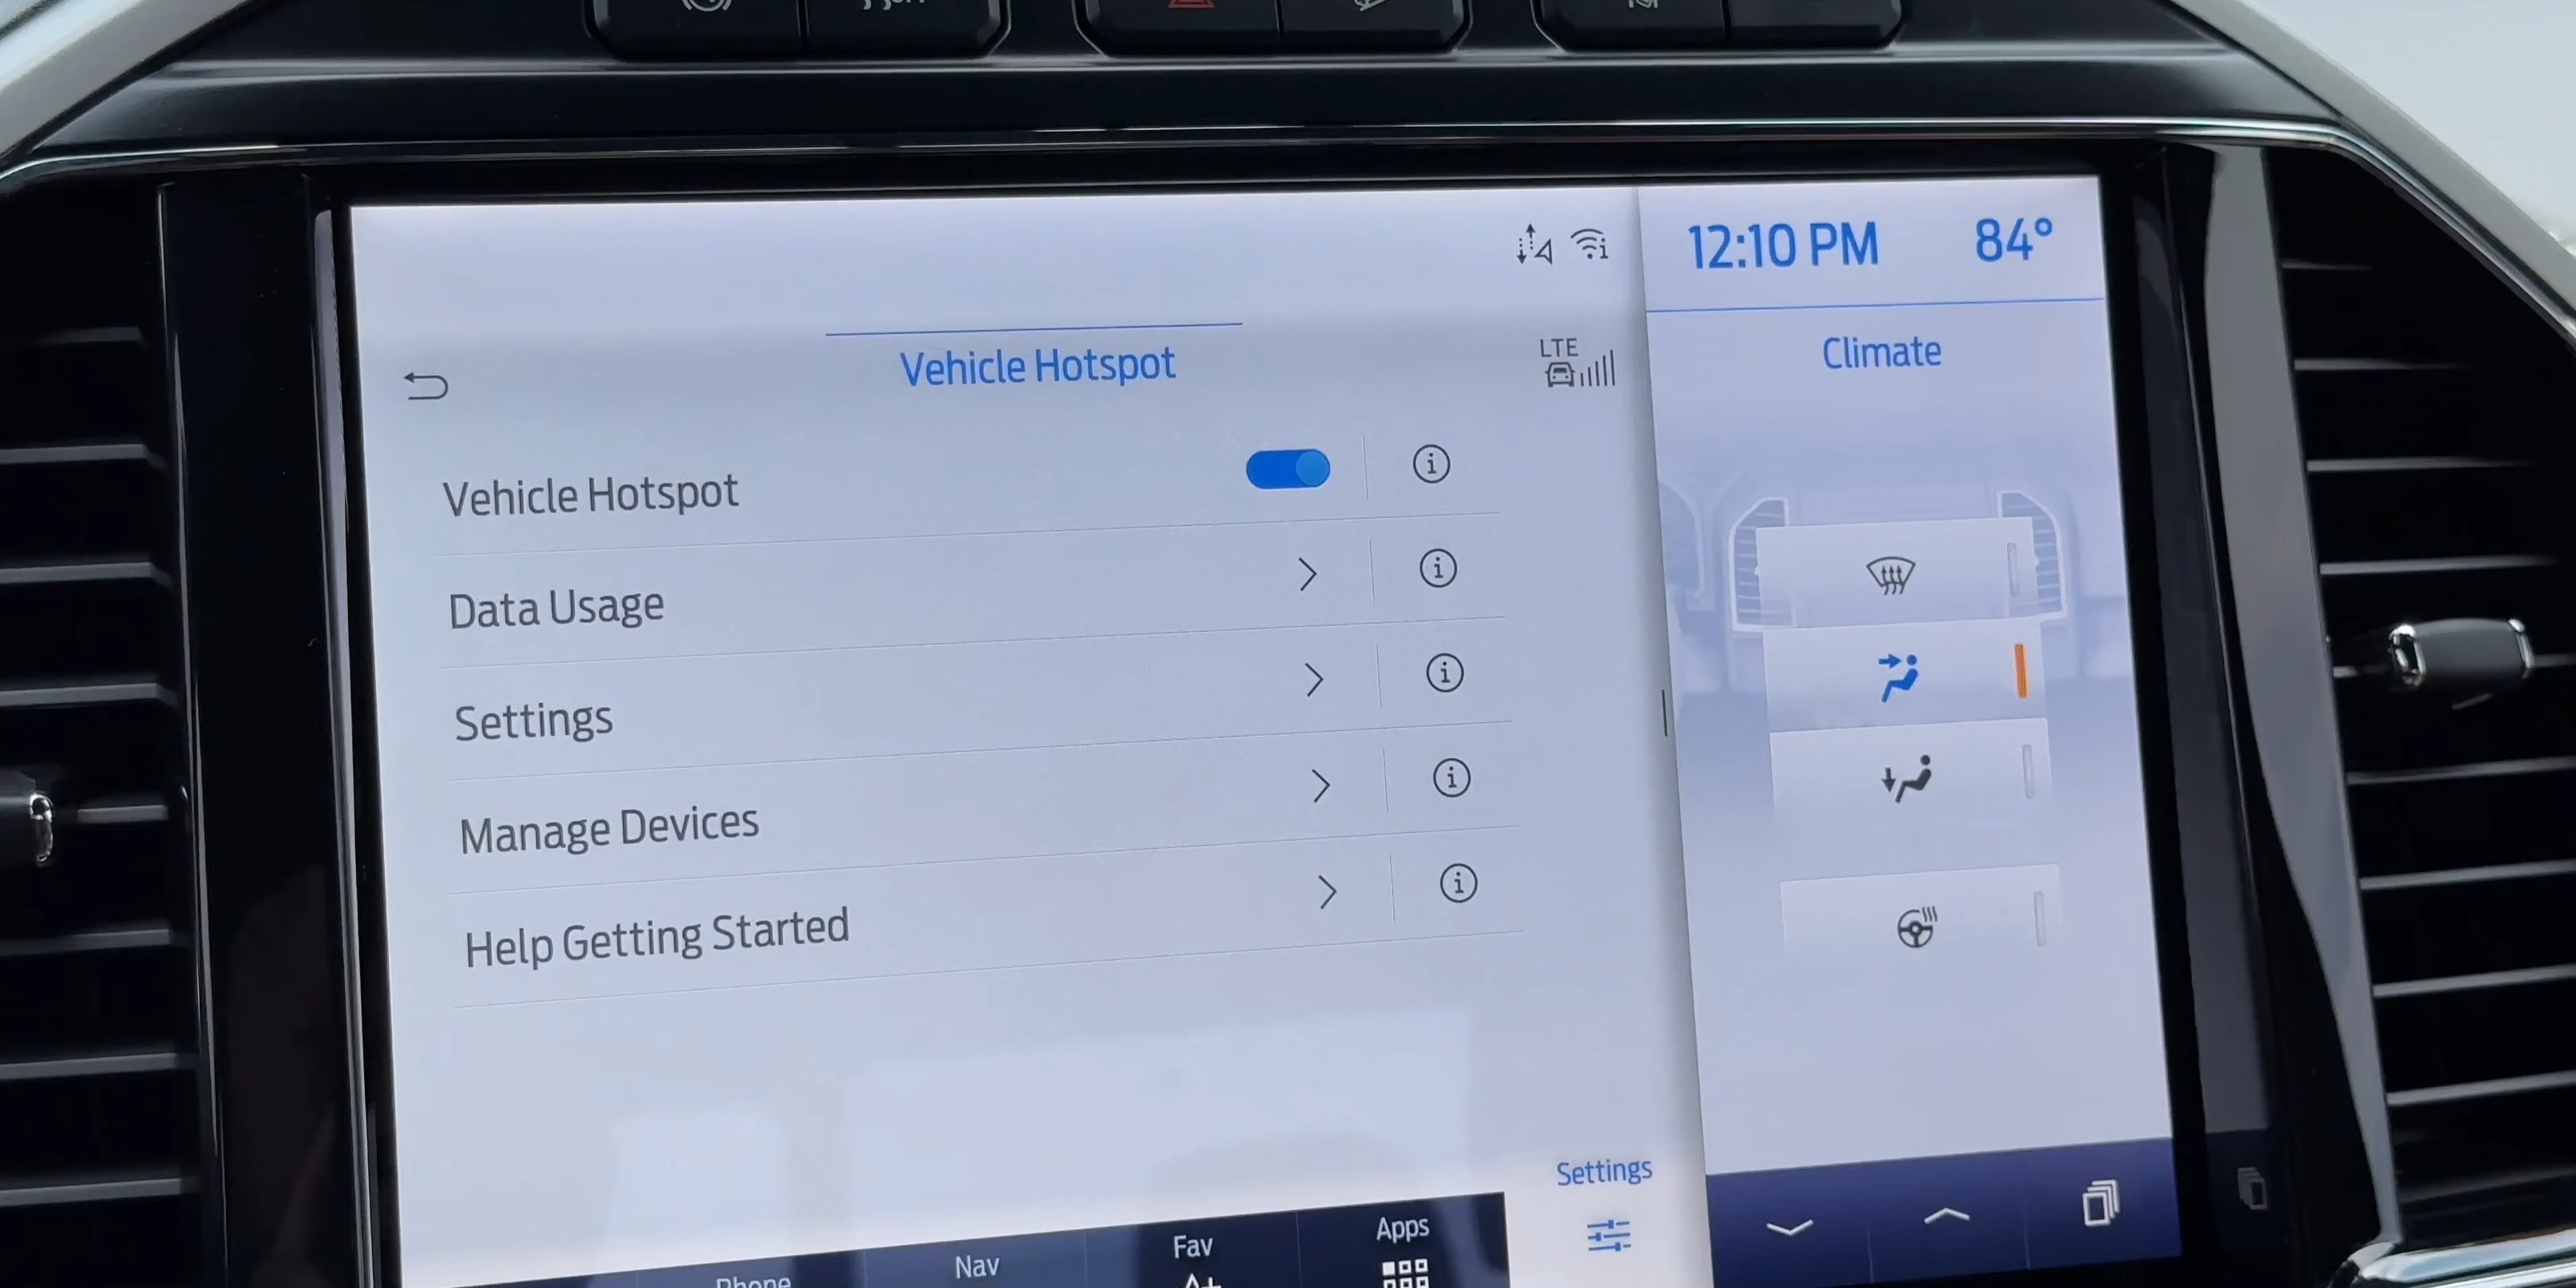 12:10 PM 84°
Vehicle Hotspot
LTE
Climate
Vehicle Hotspot
Data Usage
Settings
Manage Devices
Help Getting Started
Settings
Phone Nav Fav Apps